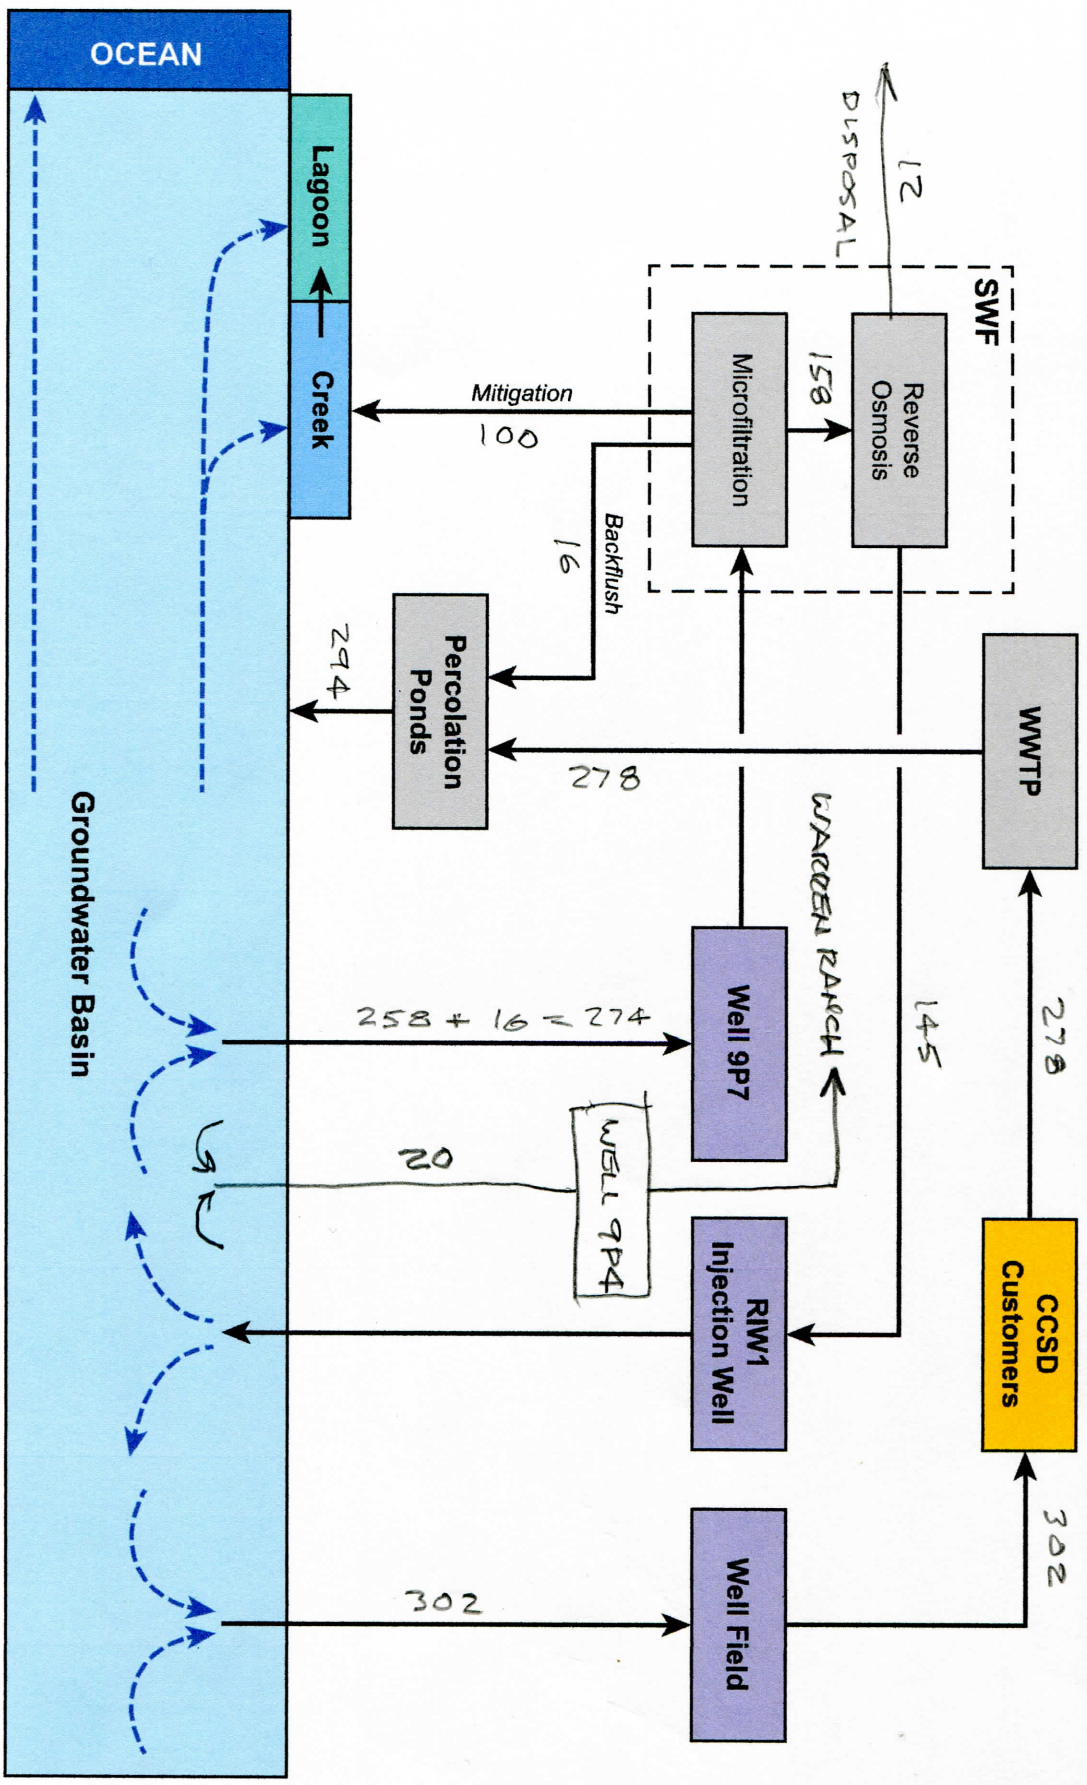 OCEAN
Lagoon
Creek
Groundwater Basin
DISPOSAL
12
SWF
Reverse
Osmosis
158
Microfiltration
Mitigation
100
Backflush
16
Percolation
Ponds
294
WWTP
278
278
WARREN RANCH
145
Well 9P7
258 + 16 = 274
WELL 9P4
20
RIW1
Injection Well
CCSD
Customers
302
Well Field
302